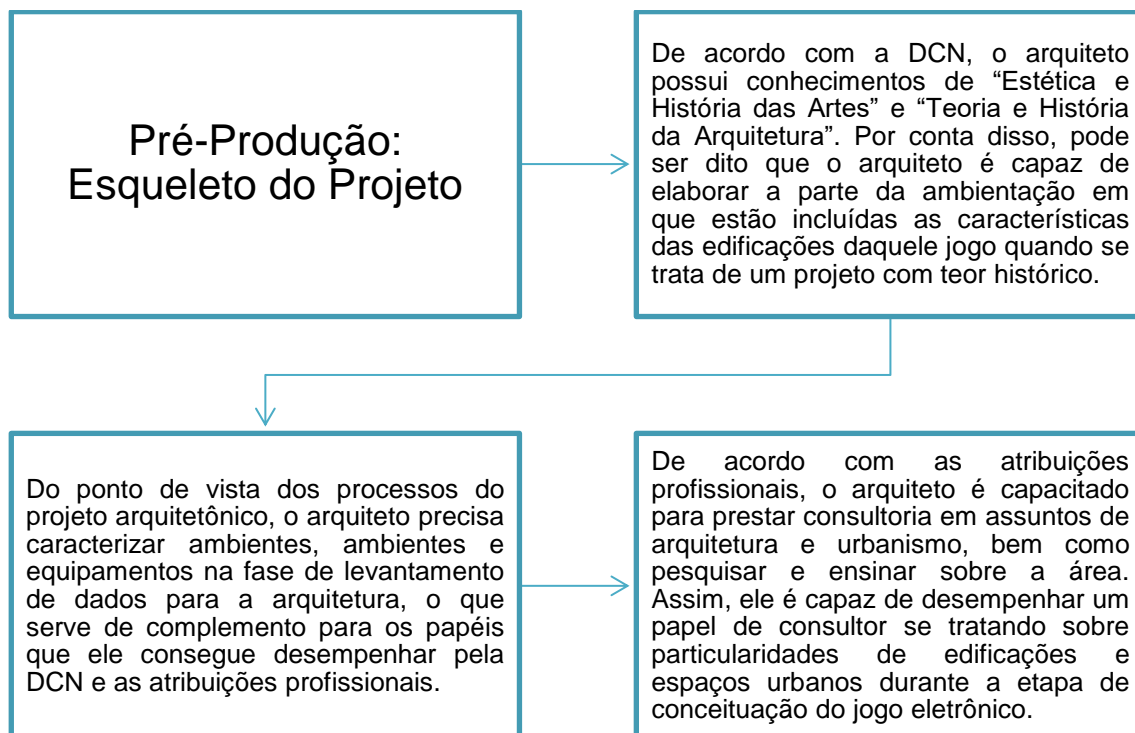 Pré-Produção:
Esqueleto do Projeto
De acordo com a DCN, o arquiteto
possui conhecimentos de “Estética e
História das Artes” e “Teoria e História
da Arquitetura”. Por conta disso, pode
ser dito que o arquiteto é capaz de
elaborar a parte da ambientação em
que estão incluídas as características
das edificações daquele jogo quando se
trata de um projeto com teor histórico.
Do ponto de vista dos processos do
projeto arquitetônico, o arquiteto precisa
caracterizar ambientes, ambientes e
equipamentos na fase de levantamento
de dados para a arquitetura, o que
serve de complemento para os papéis
que ele consegue desempenhar pela
DCN e as atribuições profissionais.
De acordo com as atribuições
profissionais, o arquiteto é capacitado
para prestar consultoria em assuntos de
arquitetura e urbanismo, bem como
pesquisar e ensinar sobre a área.
Assim, ele é capaz de desempenhar um
papel de consultor se tratando sobre
particularidades de edificações e
espaços urbanos durante a etapa de
conceituação do jogo eletrônico.